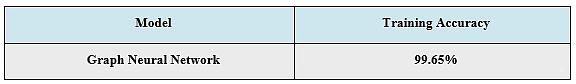 Model Training Accuracy
Graph Neural Network 99.65%